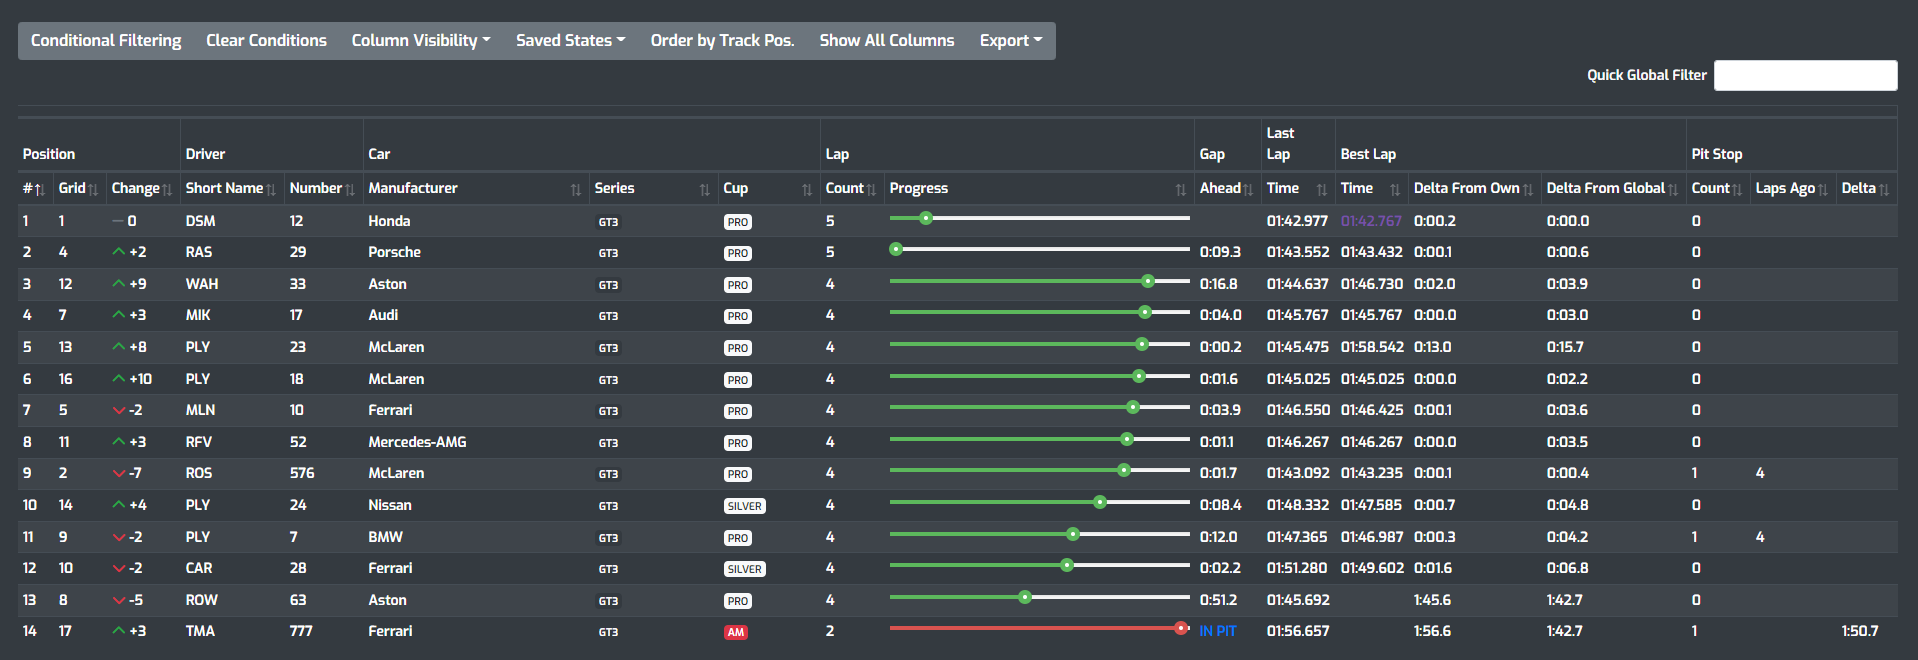 Conditional Filtering Clear Conditions Column Visibility Saved States Order by Track Pos. Show All Columns Export
Quick Global Filter
Position Driver Car Lap Gap Last Lap Best Lap Pit Stop
# Grid Change Short Name Number Manufacturer Series Cup Count Progress Ahead Time Time Delta From Own Delta From Global Count Laps Ago Delta
1 1 0 DSM 12 Honda GT3 PRO 5 01:42.977 01:42.767 0:00.2 0:00.0 0
2 4 +2 RAS 29 Porsche GT3 PRO 5 0:09.3 01:43.552 01:43.432 0:00.1 0:00.6 0
3 12 +9 WAH 33 Aston GT3 PRO 4 0:16.8 01:44.637 01:46.730 0:02.0 0:03.9 0
4 7 +3 MIK 17 Audi GT3 PRO 4 0:04.0 01:45.767 01:45.767 0:00.0 0:03.0 0
5 13 +8 PLY 23 McLaren GT3 PRO 4 0:00.2 01:45.475 01:58.542 0:13.0 0:15.7 0
6 16 +10 PLY 18 McLaren GT3 PRO 4 0:01.6 01:45.025 01:45.025 0:00.0 0:02.2 0
7 5 -2 MLN 10 Ferrari GT3 PRO 4 0:03.9 01:46.550 01:46.425 0:00.1 0:03.6 0
8 11 +3 RFV 52 Mercedes-AMG GT3 PRO 4 0:01.1 01:46.267 01:46.267 0:00.0 0:03.5 0
9 2 -7 ROS 576 McLaren GT3 PRO 4 0:01.7 01:43.092 01:43.235 0:00.1 0:00.4 1 4
10 14 +4 PLY 24 Nissan GT3 SILVER 4 0:08.4 01:48.332 01:47.585 0:00.7 0:04.8 0
11 9 -2 PLY 7 BMW GT3 PRO 4 0:12.0 01:47.365 01:46.987 0:00.3 0:04.2 1 4
12 10 -2 CAR 28 Ferrari GT3 SILVER 4 0:02.2 01:51.280 01:49.602 0:01.6 0:06.8 0
13 8 -5 ROW 63 Aston GT3 PRO 4 0:51.2 01:45.692 1:45.6 1:42.7 0
14 17 +3 TMA 777 Ferrari GT3 AM 2 IN PIT 01:56.657 1:56.6 1:42.7 1 1:50.7